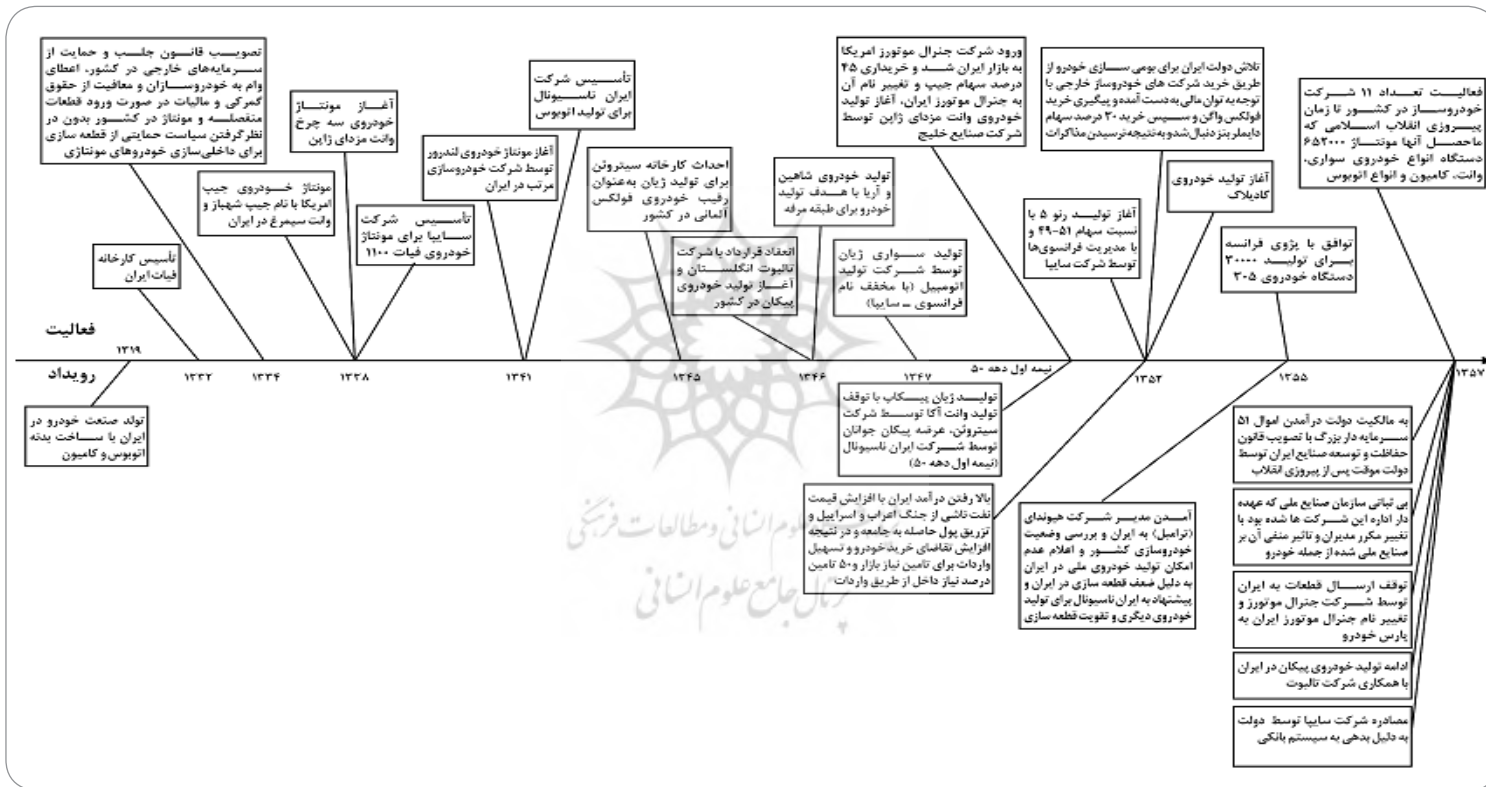 تصویب قانون جلب و حمایت از
سرمایه‌های خارجی در کشور، اعطای
وام به خودروسازان و معافیت از حقوق
گمرکی و مالیات در صورت ورود قطعات
منفصله و مونتاژ در کشور بدون در
نظرگرفتن سیاست حمایتی از قطعه سازی
برای داخلی‌سازی خودروهای مونتاژی
آغاز مونتاژ
خودروی سه چرخ
وانت مزدای ژاپن
مونتاژ خودروی جیپ
امریکا با نام جیپ شهباز و
وانت سیمرغ در ایران
تأسیس کارخانه
فیات ایران
تأسیس شرکت
سایپا برای مونتاژ
خودروی فیات ۱۱۰۰
تأسیس شرکت
ایران ناسیونال
برای تولید اتوبوس
آغاز مونتاژ خودروی لندرور
توسط شرکت خودروسازی
مرتب در ایران
احداث کارخانه سیتروئن
برای تولید ژیان به‌عنوان
رقیب خودروی فولکس
آلمانی در کشور
انعقاد قرارداد با شرکت
تالبوت انگلستان و
آغاز تولید خودروی
پیکان در کشور
تولید خودروی شاهین
و آریا با هدف تولید
خودرو برای طبقه مرفه
تولید سواری ژیان
توسط شرکت تولید
اتومبیل (با مخفف نام
فرانسوی – سایپا)
ورود شرکت جنرال موتورز امریکا
به بازار ایران شد و خریداری ۴۵
درصد سهام جیپ و تغییر نام آن
به جنرال موتورز ایران، آغاز تولید
خودروی وانت مزدای ژاپن توسط
شرکت صنایع خلیج
تلاش دولت ایران برای بومی سازی خودرو از
طریق خرید شرکت های خودروساز خارجی با
توجه به توان مالی به دست آمده و پیگیری خرید
فولکس واگن و سپس خرید ۳۰ درصد سهام
دایملر بنز دنبال شد و به نتیجه نرسیدن مذاکرات
آغاز تولید رنو ۵ با
نسبت سهام ۵۱-۴۹ و
با مدیریت فرانسوی‌ها
توسط شرکت سایپا
آغاز تولید خودروی
کادیلاک
توافق با پژوی فرانسه
برای تولید ۳۰۰۰۰
دستگاه خودروی ۳۰۵
فعالیت تعداد ۱۱ شرکت
خودروساز در کشور تا زمان
پیروزی انقلاب اسلامی که
ماحصل آنها مونتاژ ۶۵۲۰۰۰
دستگاه انواع خودروی سواری،
وانت، کامیون و انواع اتوبوس
فعالیت
رویداد
۱۳۱۹
۱۳۳۲
۱۳۳۴
۱۳۳۸
۱۳۴۱
۱۳۴۵
۱۳۴۶
۱۳۴۷
نیمه اول دهه ۵۰
۱۳۵۲
۱۳۵۵
۱۳۵۷
تولد صنعت خودرو در
ایران با ساخت بدنه
اتوبوس و کامیون
تولید ژیان پیکاپ با توقف
تولید وانت آکا توسط شرکت
سیتروئن، عرضه پیکان جوانان
توسط شرکت ایران ناسیونال
(نیمه اول دهه ۵۰)
بالا رفتن درآمد ایران با افزایش قیمت
نفت ناشی از جنگ اعراب و اسراییل و
تزریق پول حاصله به جامعه و در نتیجه
افزایش تقاضای خرید خودرو و تسهیل
واردات برای تامین نیاز بازار و ۵۰ تامین
درصد نیاز داخل از طریق واردات
آمدن مدیر شرکت هیوندای
(ترامبل) به ایران و بررسی وضعیت
خودروسازی کشور و اعلام عدم
امکان تولید خودروی ملی در ایران
به دلیل ضعف قطعه سازی در ایران و
پیشنهاد به ایران ناسیونال برای تولید
خودروی دیگری و تقویت قطعه سازی
به مالکیت دولت درآمدن اموال ۵۱
سرمایه دار بزرگ با تصویب قانون
حفاظت و توسعه صنایع ایران توسط
دولت موقت پس از پیروزی انقلاب
بی ثباتی سازمان صنایع ملی که عهده
دار اداره این شرکت ها شده بود با
تغییر مکرر مدیران و تاثیر منفی آن بر
صنایع ملی شده از جمله خودرو
توقف ارسال قطعات به ایران
توسط شرکت جنرال موتورز و
تغییر نام جنرال موتورز ایران به
پارس خودرو
ادامه تولید خودروی پیکان در ایران
با همکاری شرکت تالبوت
مصادره شرکت سایپا توسط دولت
به دلیل بدهی به سیستم بانکی
علوم انسانی و مطالعات فرهنگی
پرتال جامع علوم انسانی